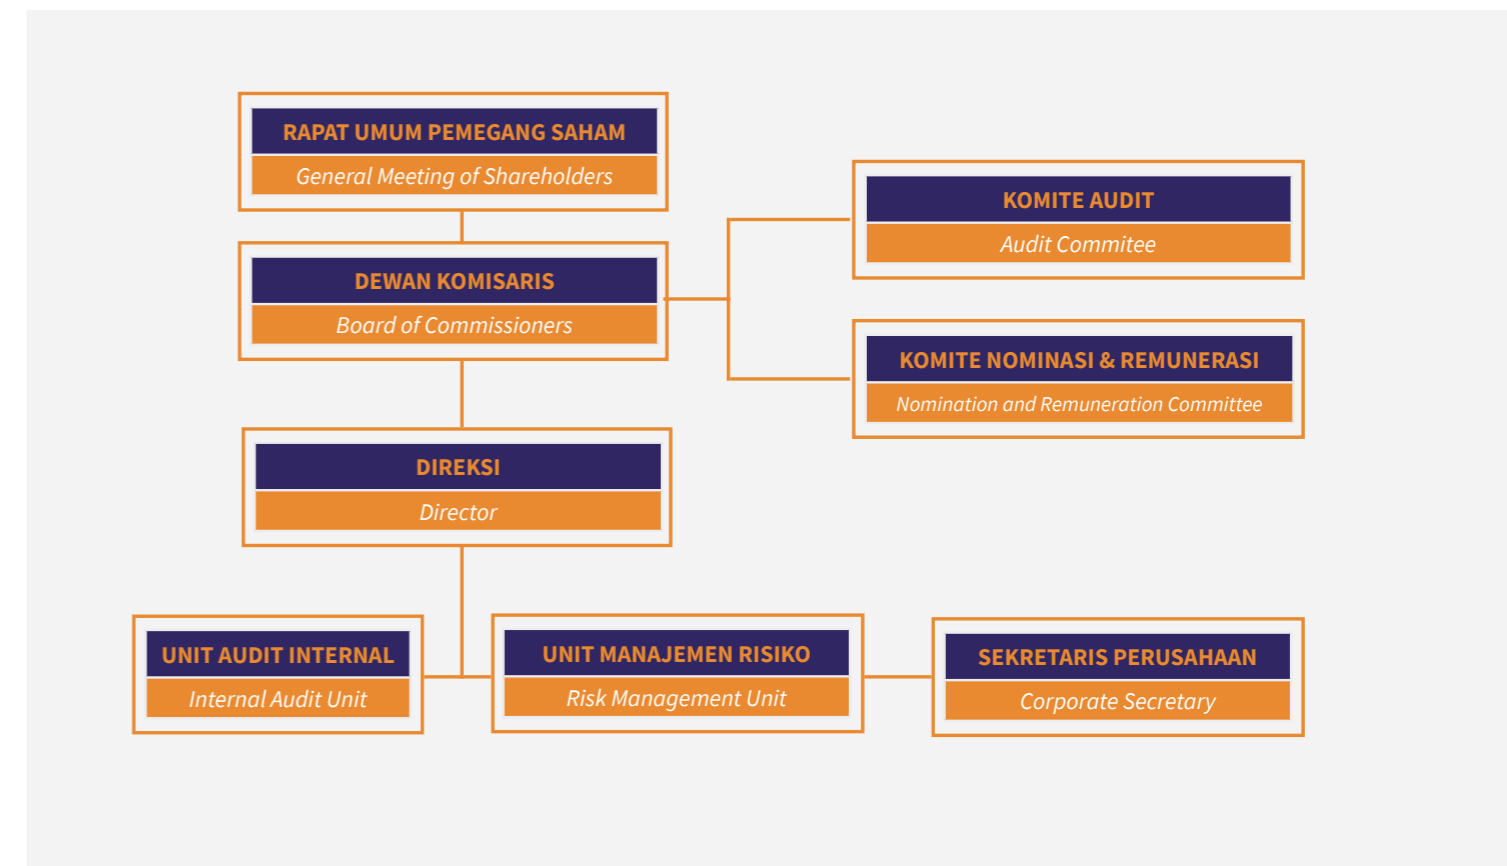 RAPAT UMUM PEMEGANG SAHAM
General Meeting of Shareholders
DEWAN KOMISARIS
Board of Commissioners
KOMITE AUDIT
Audit Commitee
KOMITE NOMINASI & REMUNERASI
Nomination and Remuneration Committee
DIREKSI
Director
UNIT AUDIT INTERNAL
Internal Audit Unit
UNIT MANAJEMEN RISIKO
Risk Management Unit
SEKRETARIS PERUSAHAAN
Corporate Secretary